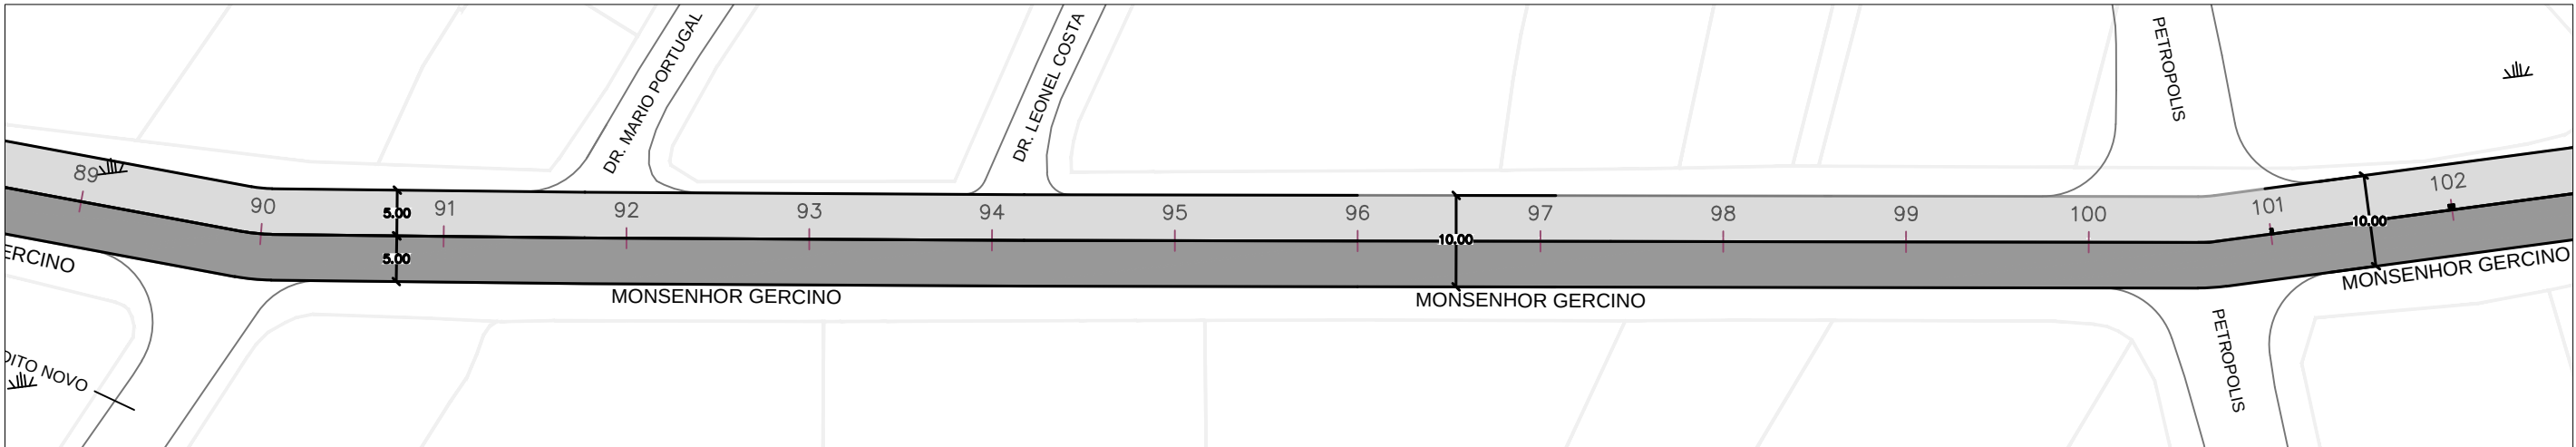 DR. MARIO PORTUGAL
DR. LEONEL COSTA
PETROPOLIS
89
90
5.00
91
92
93
94
95
96
97
98
99
100
101
102
5.00
10.00
10.00
ERCINO
MONSENHOR GERCINO
MONSENHOR GERCINO
MONSENHOR GERCINO
DITO NOVO
PETROPOLIS